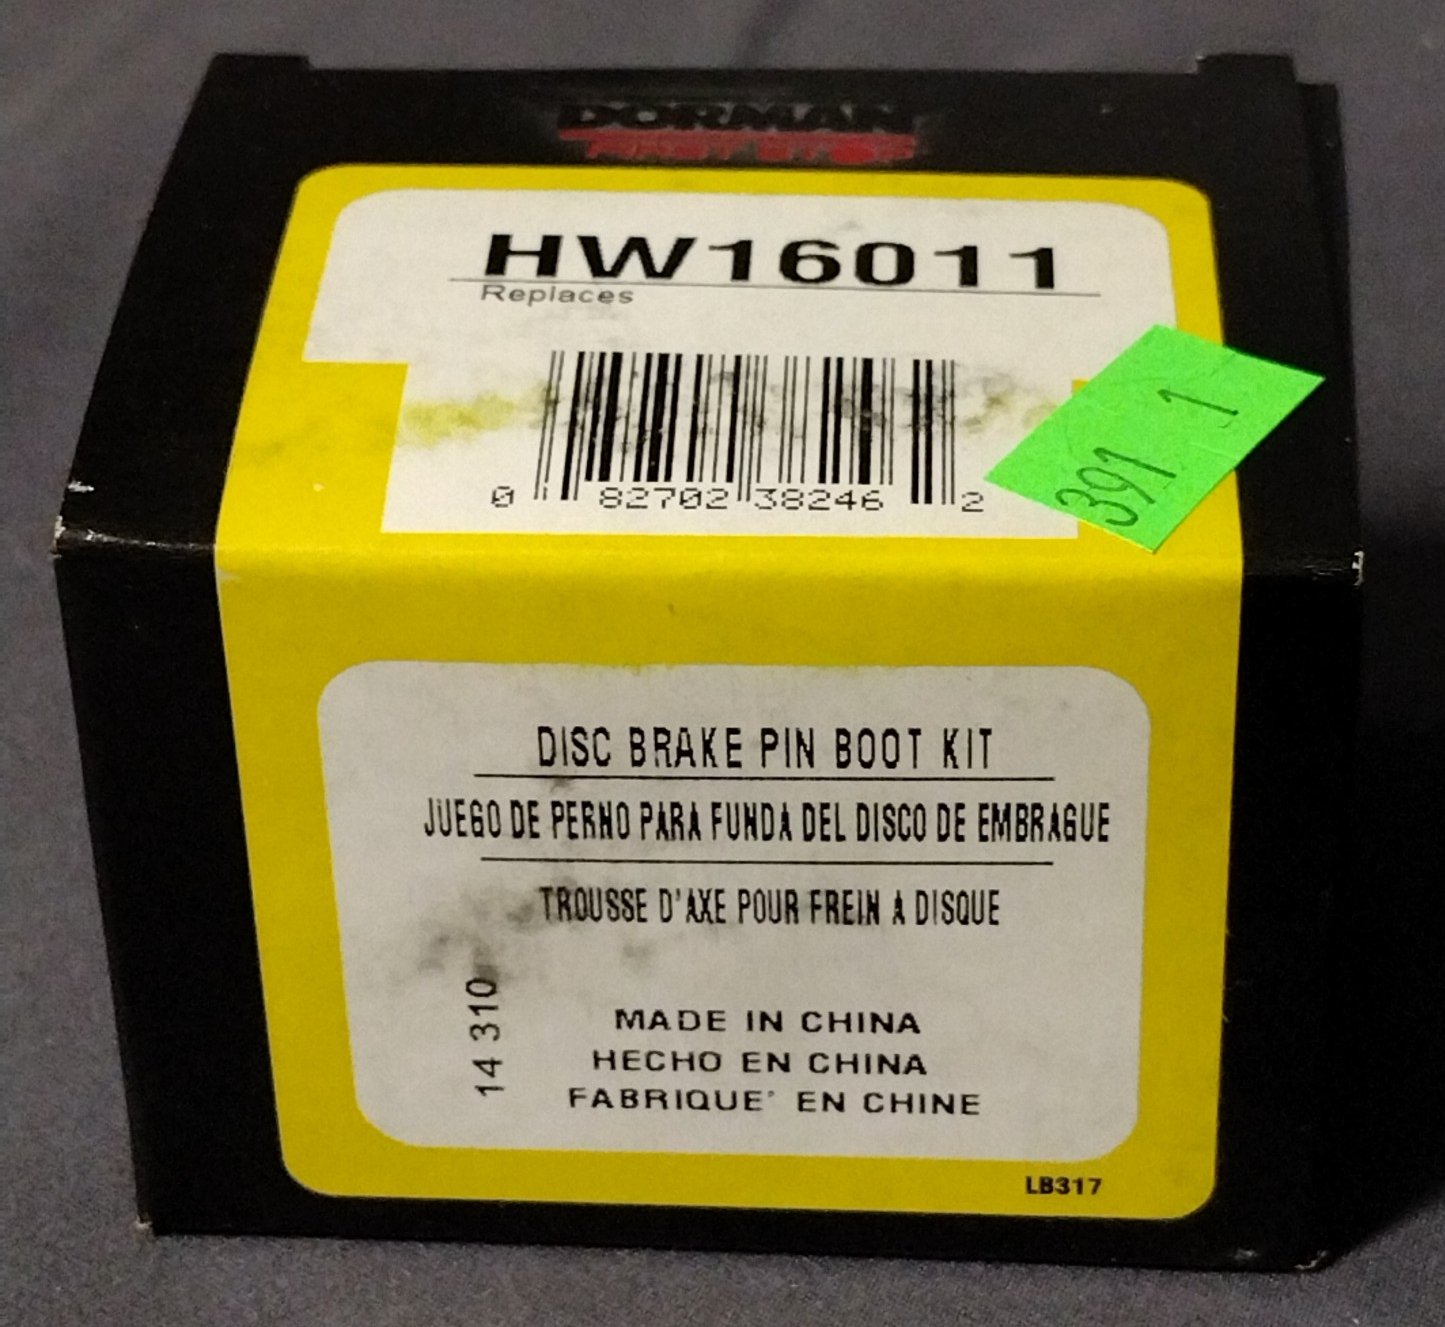 DORMAN
FIRST STOP
HW16011
Replaces
0 82702 38246 2
391 1
DISC BRAKE PIN BOOT KIT
JUEGO DE PERNO PARA FUNDA DEL DISCO DE EMBRAGUE
TROUSSE D'AXE POUR FREIN A DISQUE
14 310
MADE IN CHINA
HECHO EN CHINA
FABRIQUE' EN CHINE
LB317